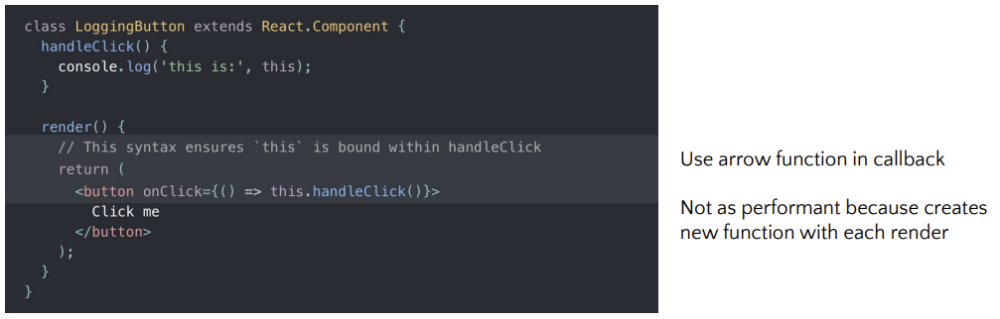 class LoggingButton extends React.Component {
  handleClick() {
    console.log('this is:', this);
  }

  render() {
    // This syntax ensures `this` is bound within handleClick
    return (
      <button onClick={() => this.handleClick()}>
        Click me
      </button>
    );
  }
}
Use arrow function in callback
Not as performant because creates
new function with each render